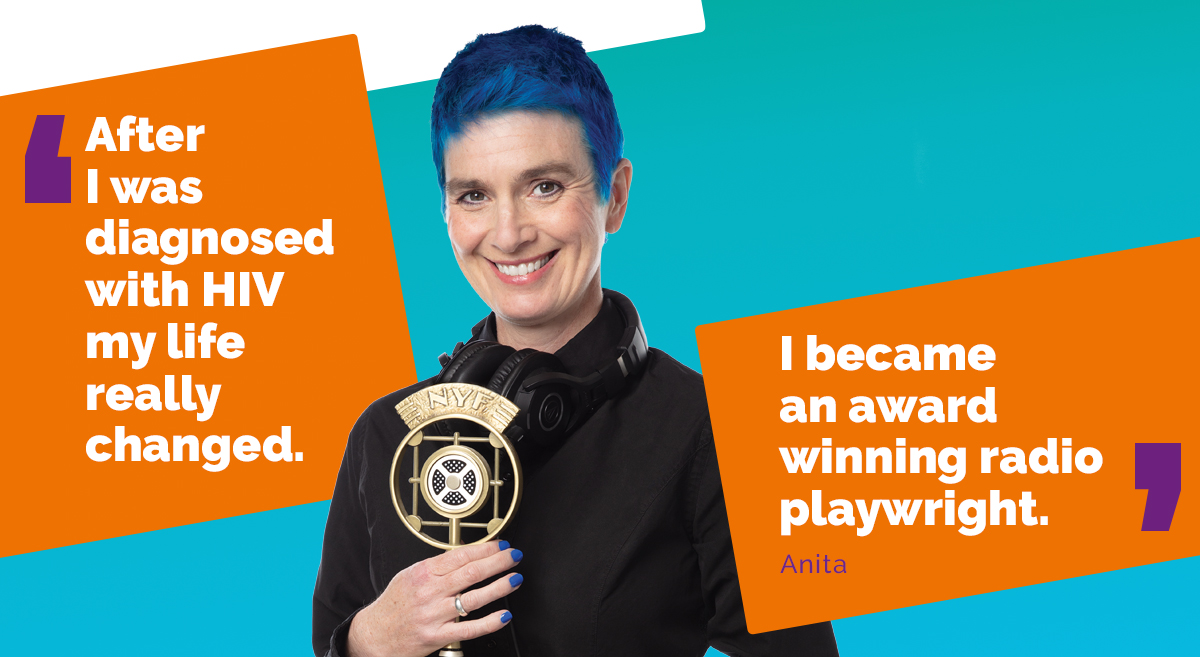 After
I was
diagnosed
with HIV
my life
really
changed.
NYF
I became
an award
winning radio
playwright.
Anita